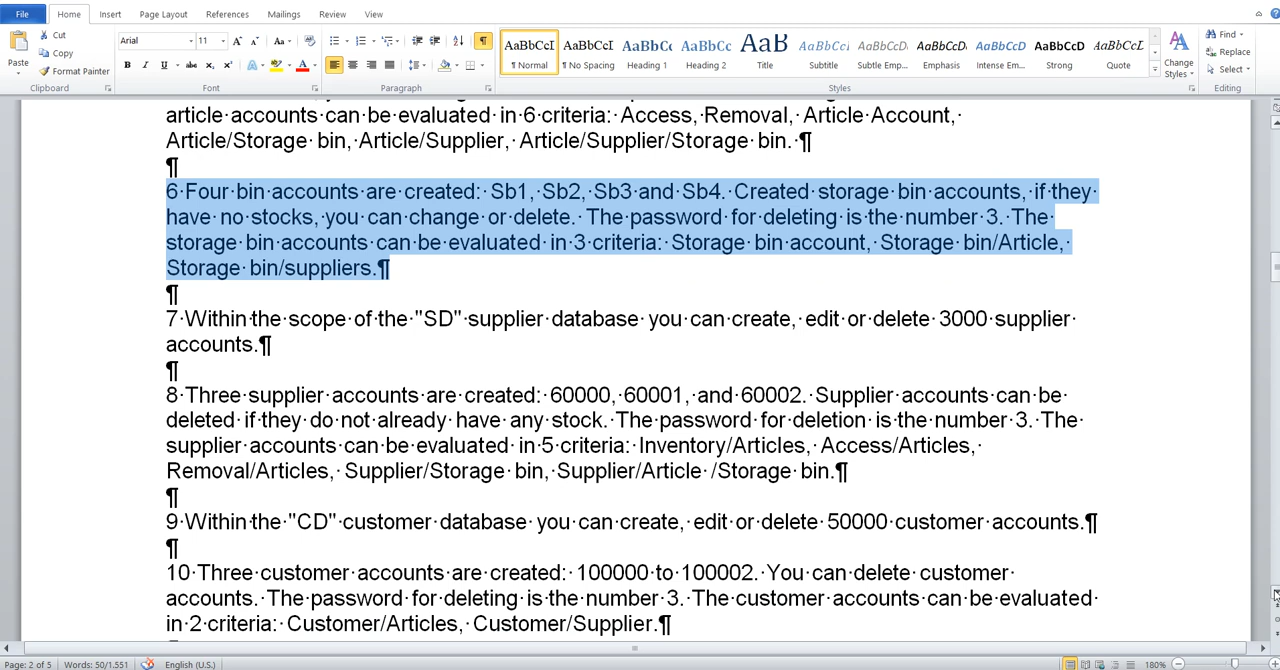 File Home Insert Page Layout References Mailings Review View
Paste Cut Copy Format Painter Clipboard
Arial 11 Font
Paragraph
AaBbCcI ¶ Normal AaBbCcI ¶ No Spacing AaBbCc Heading 1 AaBbCc Heading 2 AaB Title AaBbCcI Subtitle AaBbCcD. Subtle Emp... AaBbCcD. Emphasis AaBbCcD Intense Em... AaBbCcD. Strong AaBbCcL Quote Change Styles Styles
Find Replace Select Editing
article accounts can be evaluated in 6 criteria: Access, Removal, Article Account,
Article/Storage bin, Article/Supplier, Article/Supplier/Storage bin. ¶
¶
6 Four bin accounts are created: Sb1, Sb2, Sb3 and Sb4. Created storage bin accounts, if they
have no stocks, you can change or delete. The password for deleting is the number 3. The
storage bin accounts can be evaluated in 3 criteria: Storage bin account, Storage bin/Article,
Storage bin/suppliers.¶
¶
7 Within the scope of the "SD" supplier database you can create, edit or delete 3000 supplier
accounts.¶
¶
8 Three supplier accounts are created: 60000, 60001, and 60002. Supplier accounts can be
deleted if they do not already have any stock. The password for deletion is the number 3. The
supplier accounts can be evaluated in 5 criteria: Inventory/Articles, Access/Articles,
Removal/Articles, Supplier/Storage bin, Supplier/Article /Storage bin.¶
¶
9 Within the "CD" customer database you can create, edit or delete 50000 customer accounts.¶
¶
10 Three customer accounts are created: 100000 to 100002. You can delete customer
accounts. The password for deleting is the number 3. The customer accounts can be evaluated
in 2 criteria: Customer/Articles, Customer/Supplier.¶
Page: 2 of 5 Words: 50/1.551 English (U.S.) 180%